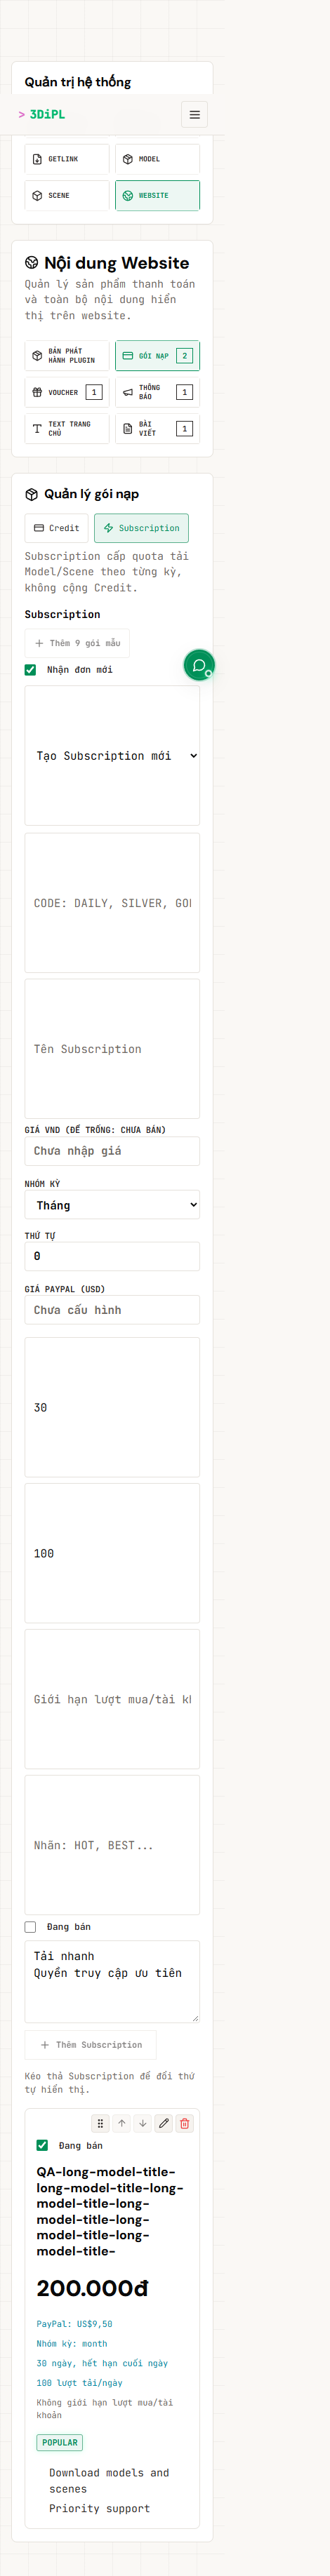 Quản trị hệ thống
> 3DiPL
GETLINK
MODEL
SCENE
WEBSITE
Nội dung Website
Quản lý sản phẩm thanh toán
và toàn bộ nội dung hiển
thị trên website.
BẢN PHÁT
HÀNH PLUGIN
GÓI NẠP 2
VOUCHER 1
THÔNG
BÁO 1
TEXT TRANG
CHỦ
BÀI
VIẾT 1
Quản lý gói nạp
Credit
Subscription
Subscription cấp quota tải
Model/Scene theo từng kỳ,
không cộng Credit.
Subscription
+ Thêm 9 gói mẫu
Nhận đơn mới
Tạo Subscription mới
CODE: DAILY, SILVER, GOL
Tên Subscription
GIÁ VND (ĐỂ TRỐNG: CHƯA BÁN)
Chưa nhập giá
NHÓM KỲ
Tháng
THỨ TỰ
0
GIÁ PAYPAL (USD)
Chưa cấu hình
30
100
Giới hạn lượt mua/tài kh
Nhãn: HOT, BEST...
Đang bán
Tải nhanh
Quyền truy cập ưu tiên
+ Thêm Subscription
Kéo thả Subscription để đổi thứ
tự hiển thị.
Đang bán
QA-long-model-title-
long-model-title-long-
model-title-long-
model-title-long-
model-title-long-
model-title-
200.000đ
PayPal: US$9,50
Nhóm kỳ: month
30 ngày, hết hạn cuối ngày
100 lượt tải/ngày
Không giới hạn lượt mua/tài
khoản
POPULAR
Download models and
scenes
Priority support